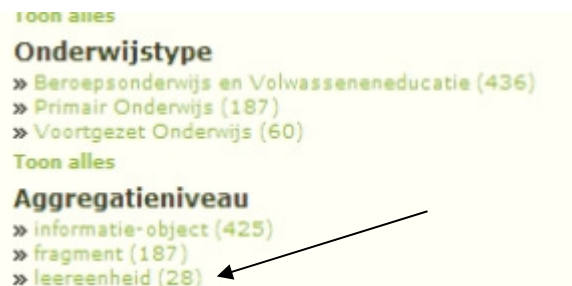 Toon alles
Onderwijstype
» Beroepsonderwijs en Volwasseneneducatie (436)
» Primair Onderwijs (187)
» Voortgezet Onderwijs (60)
Toon alles
Aggregatieniveau
» informatie-object (425)
» fragment (187)
» leereenheid (28)